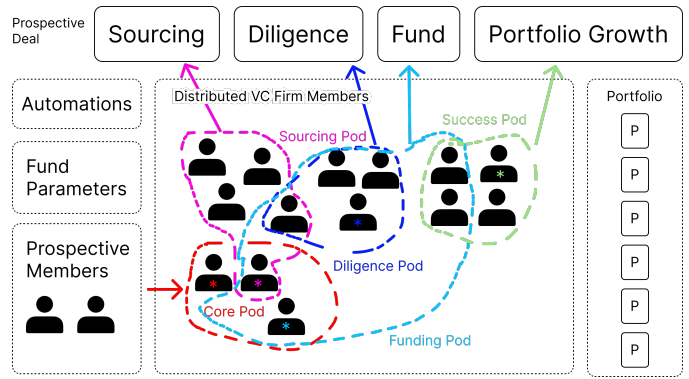 Prospective
Deal
Sourcing
Diligence
Fund
Portfolio Growth
Automations
Fund
Parameters
Prospective
Members
Distributed VC Firm Members
Sourcing Pod
Success Pod
*
*
Diligence Pod
*
*
*
Core Pod
Funding Pod
Portfolio
P
P
P
P
P
P